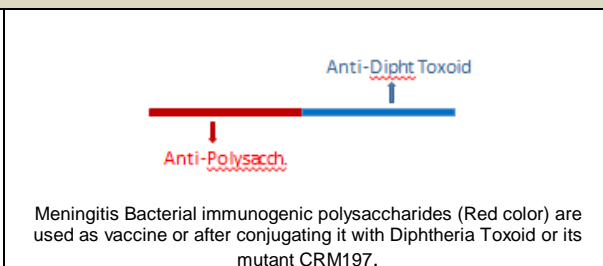 Anti-Dipht Toxoid
Anti-Polysacch.
Meningitis Bacterial immunogenic polysaccharides (Red color) are
used as vaccine or after conjugating it with Diphtheria Toxoid or its
mutant CRM197.